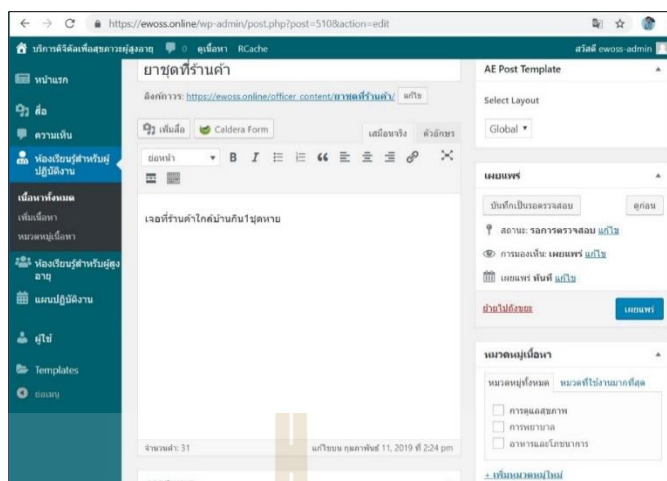 https://ewoss.online/wp-admin/post.php?post=510&action=edit
บริการดิจิตัลเพื่อสุขภาวะผู้สูงอายุ 0 ดูเนื้อหา RCache สวัสดี ewoss-admin
หน้าแรก
สื่อ
ความเห็น
ห้องเรียนรู้สำหรับผู้
ปฏิบัติงาน
เนื้อหาทั้งหมด
เพิ่มเนื้อหา
หมวดหมู่เนื้อหา
ห้องเรียนรู้สำหรับผู้สูง
อายุ
แผนปฏิบัติงาน
ผู้ใช้
Templates
ย่อเมนู
ยาชุดที่ร้านค้า
ลิงก์ถาวร: https://ewoss.online/officer_content/ยาชุดที่ร้านค้า/ แก้ไข
เพิ่มสื่อ Caldera Form
เสมือนจริง ตัวอักษร
ย่อหน้า
เจอที่ร้านค้าใกล้บ้านกิน1ชุดหาย
จำนวนคำ: 31 แก้ไขบน กุมภาพันธ์ 11, 2019 ที่ 2:24 pm
AE Post Template
Select Layout
Global
เผยแพร่
บันทึกเป็นรอตรวจสอบ ดูก่อน
สถานะ: รอการตรวจสอบ แก้ไข
การมองเห็น: เผยแพร่ แก้ไข
เผยแพร่ ทันที แก้ไข
ย้ายไปถังขยะ เผยแพร่
หมวดหมู่เนื้อหา
หมวดหมู่ทั้งหมด หมวดที่ใช้งานมากที่สุด
การดูแลสุขภาพ
การพยาบาล
อาหารและโภชนาการ
+ เพิ่มหมวดหมู่ใหม่